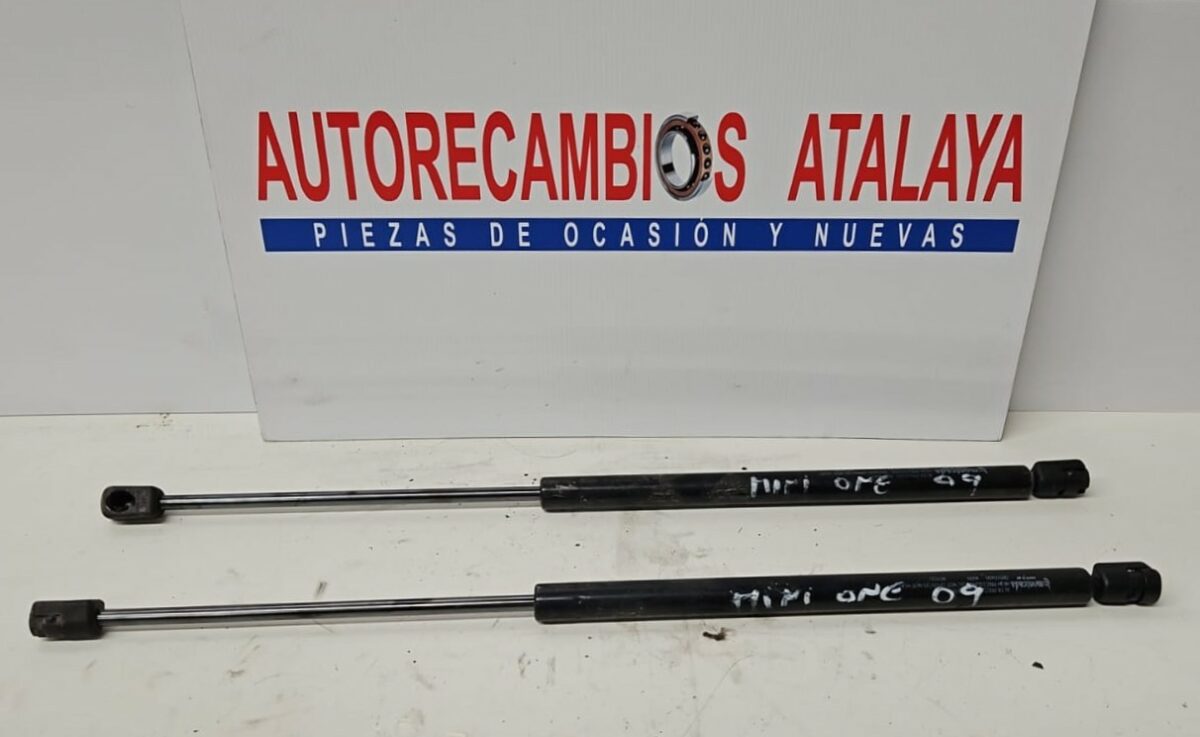 AUTORECAMBIOS ATALAYA
PIEZAS DE OCASIÓN Y NUEVAS
MINI ONE 09
MINI ONE 09